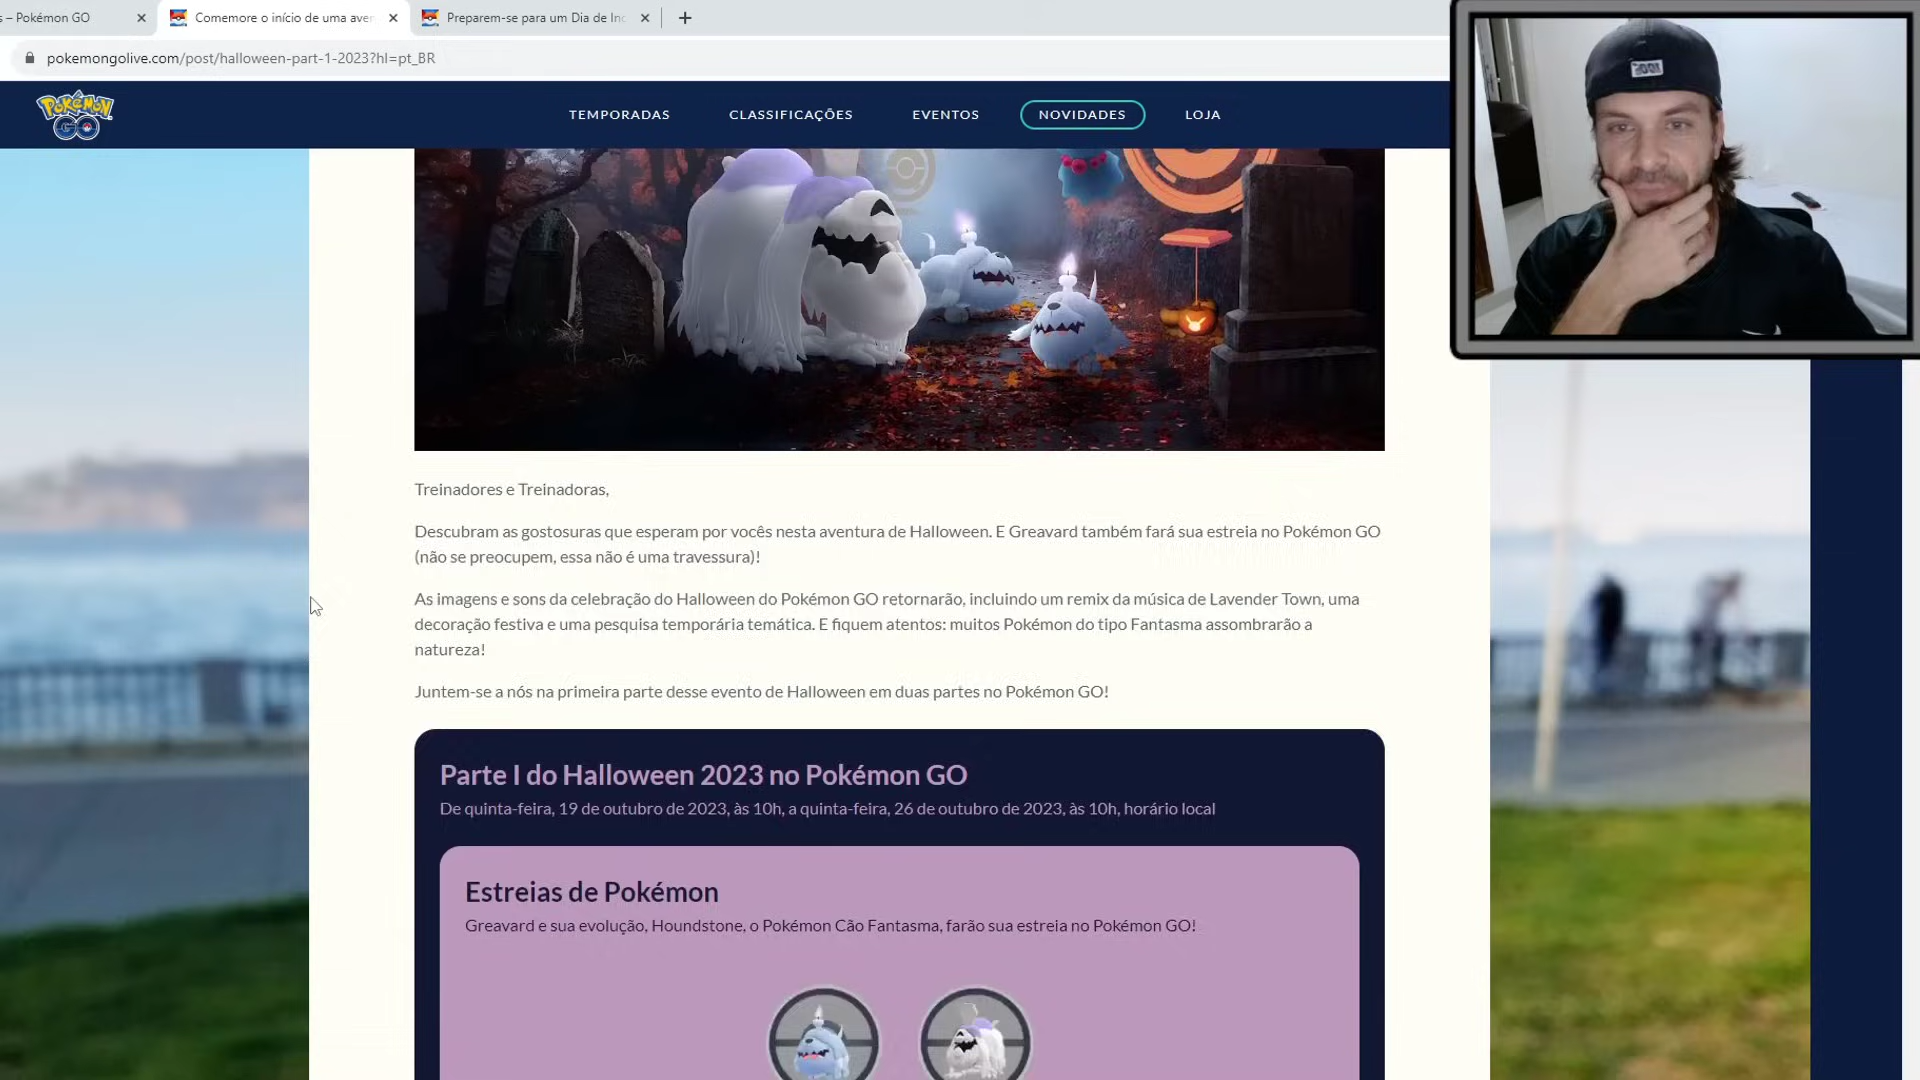 s – Pokémon GO
Comemore o início de uma aven
Preparem-se para um Dia de Inc
pokemongolive.com/post/halloween-part-1-2023?hl=pt_BR
POKÉMON GO
TEMPORADAS
CLASSIFICAÇÕES
EVENTOS
NOVIDADES
LOJA
Treinadores e Treinadoras,
Descubram as gostosuras que esperam por vocês nesta aventura de Halloween. E Greavard também fará sua estreia no Pokémon GO
(não se preocupem, essa não é uma travessura)!
As imagens e sons da celebração do Halloween do Pokémon GO retornarão, incluindo um remix da música de Lavender Town, uma
decoração festiva e uma pesquisa temporária temática. E fiquem atentos: muitos Pokémon do tipo Fantasma assombrarão a
natureza!
Juntem-se a nós na primeira parte desse evento de Halloween em duas partes no Pokémon GO!
Parte I do Halloween 2023 no Pokémon GO
De quinta-feira, 19 de outubro de 2023, às 10h, a quinta-feira, 26 de outubro de 2023, às 10h, horário local
Estreias de Pokémon
Greavard e sua evolução, Houndstone, o Pokémon Cão Fantasma, farão sua estreia no Pokémon GO!